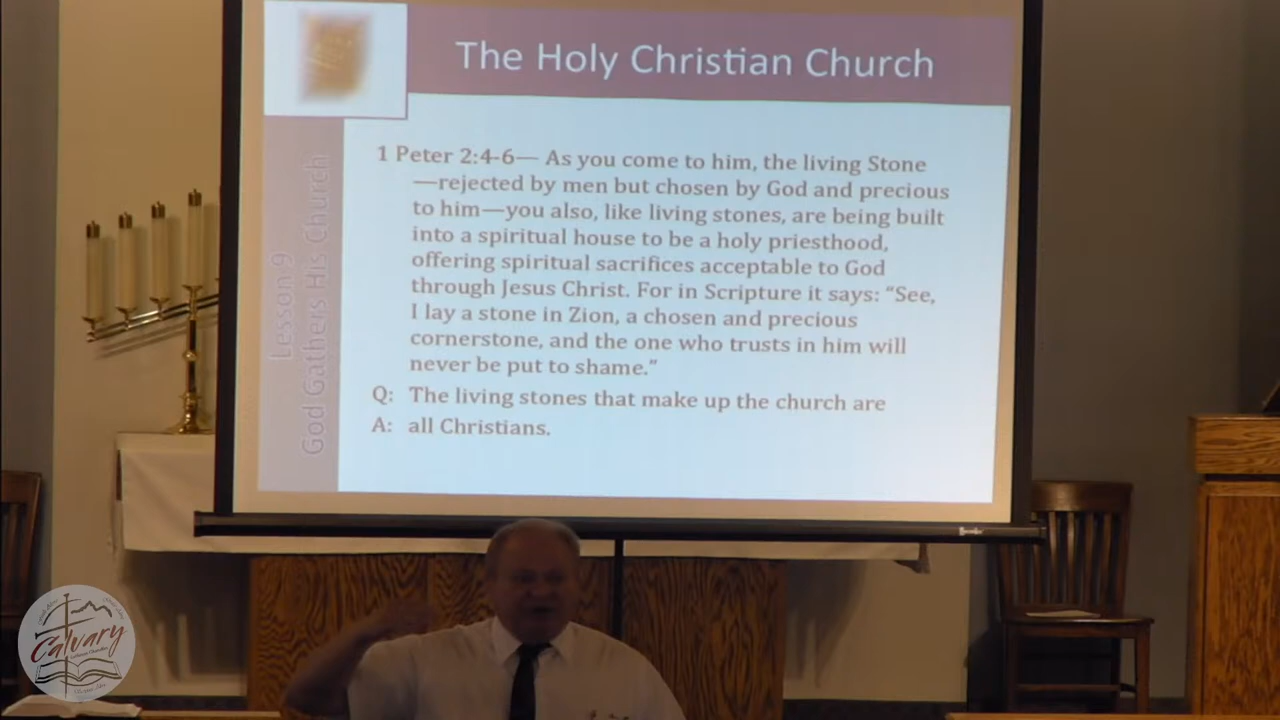 The Holy Christian Church
Lesson 9
God Gathers His Church
1 Peter 2:4-6— As you come to him, the living Stone
—rejected by men but chosen by God and precious
to him—you also, like living stones, are being built
into a spiritual house to be a holy priesthood,
offering spiritual sacrifices acceptable to God
through Jesus Christ. For in Scripture it says: “See,
I lay a stone in Zion, a chosen and precious
cornerstone, and the one who trusts in him will
never be put to shame.”
Q: The living stones that make up the church are
A: all Christians.
Calvary